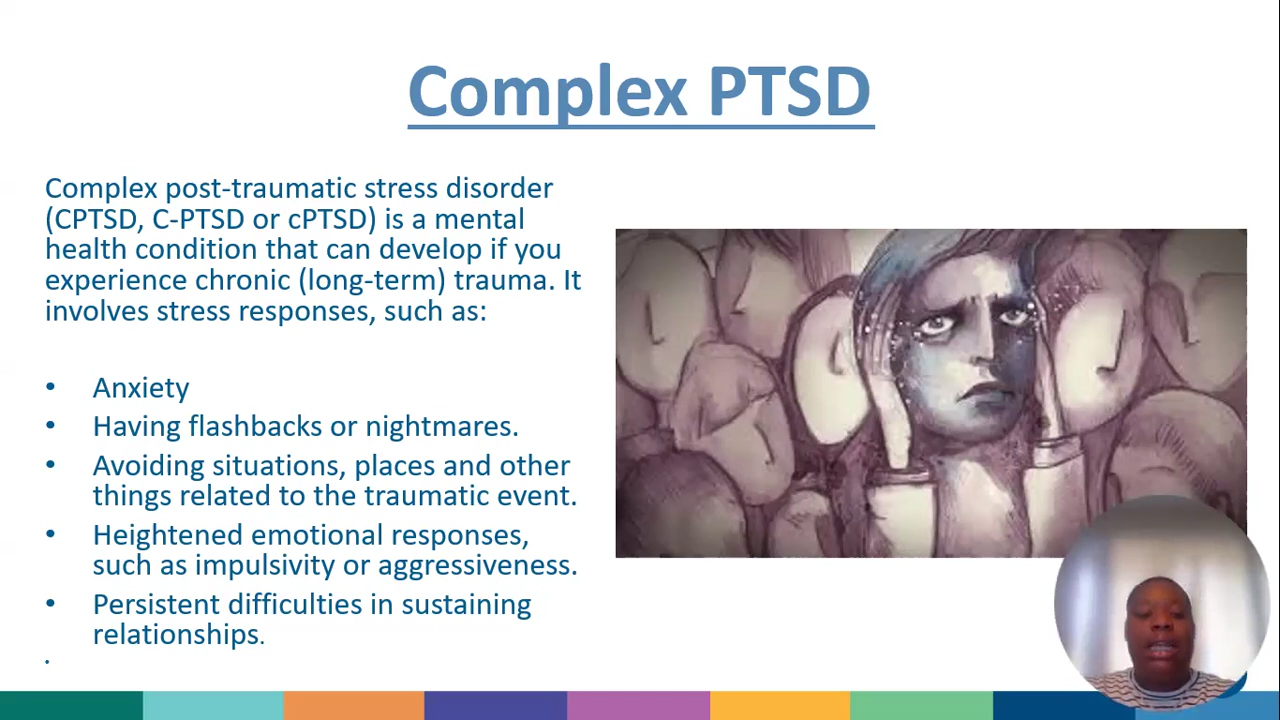 Complex PTSD
Complex post-traumatic stress disorder
(CPTSD, C-PTSD or cPTSD) is a mental
health condition that can develop if you
experience chronic (long-term) trauma. It
involves stress responses, such as:
• Anxiety
• Having flashbacks or nightmares.
• Avoiding situations, places and other
things related to the traumatic event.
• Heightened emotional responses,
such as impulsivity or aggressiveness.
• Persistent difficulties in sustaining
relationships.
•